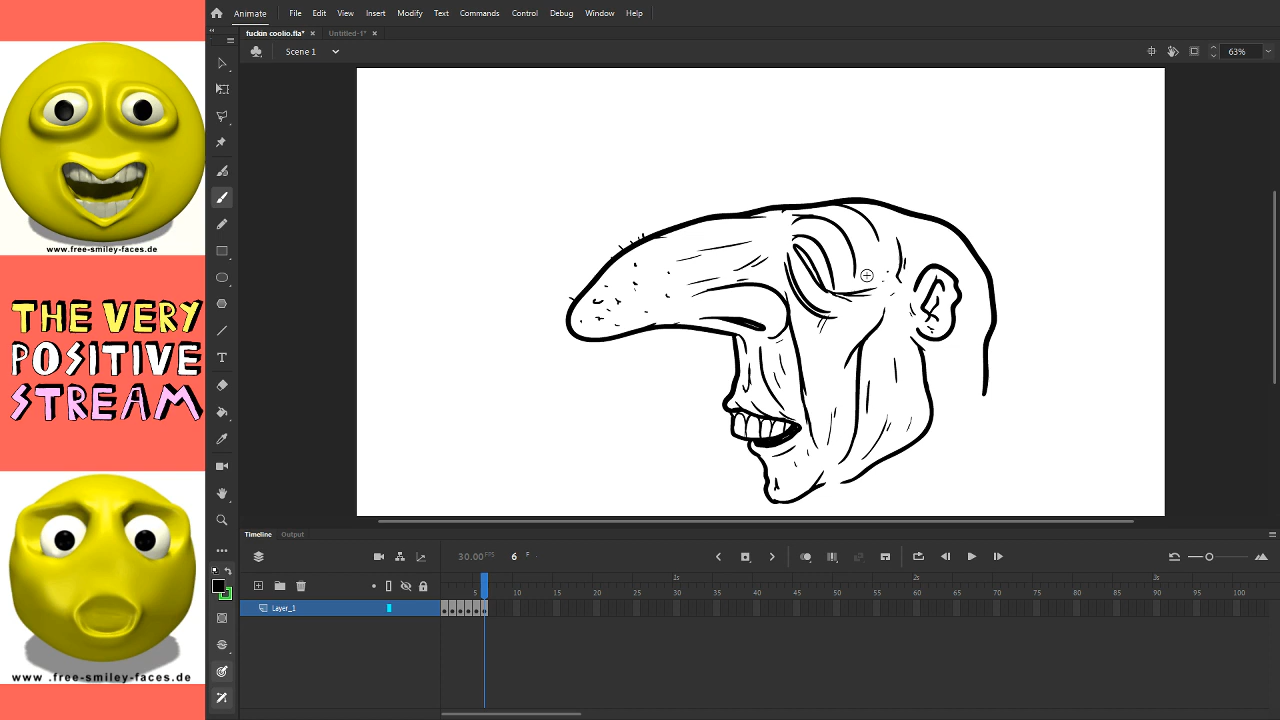 Animate File Edit View Insert Modify Text Commands Control Debug Window Help
fuckin coolio.fla* Untitled-1*
Scene 1
63%
www.free-smiley-faces.de
THE VERY
POSITIVE
STREAM
www .free-smiley-faces.de
Timeline Output
30.00 FPS 6 F
1s 2s 3s
5 10 15 20 25 30 35 40 45 50 55 60 65 70 75 80 85 90 95 100
Layer_1